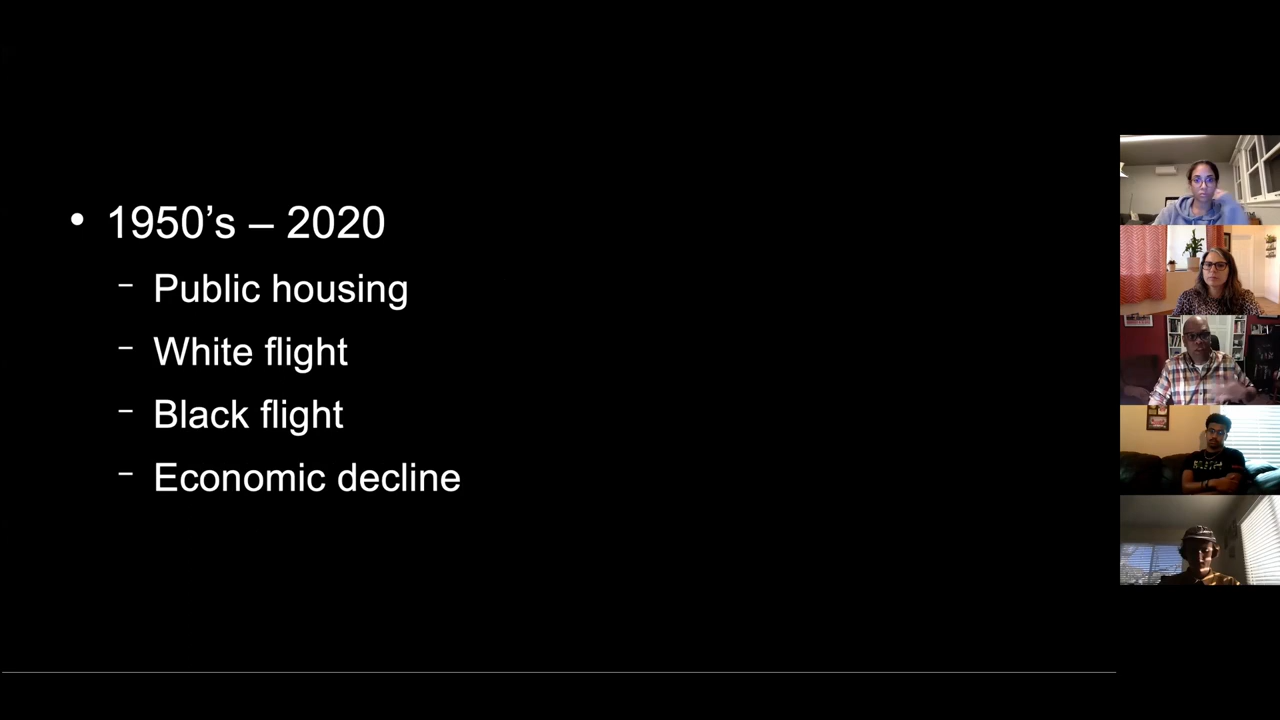 • 1950’s – 2020
– Public housing
– White flight
– Black flight
– Economic decline